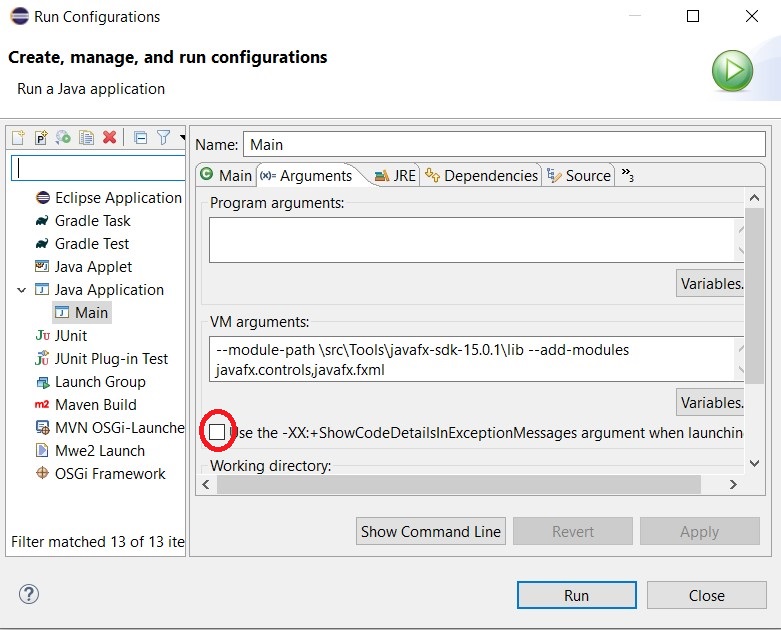 Run Configurations
Create, manage, and run configurations
Run a Java application
Name: Main
Main (x)= Arguments JRE Dependencies Source »3
Eclipse Application
Gradle Task
Gradle Test
Java Applet
Java Application
Main
JUnit
JUnit Plug-in Test
Launch Group
Maven Build
MVN OSGi-Launche
Mwe2 Launch
OSGi Framework
Filter matched 13 of 13 ite
Program arguments:
Variables.
VM arguments:
--module-path \src\Tools\javafx-sdk-15.0.1\lib --add-modules
javafx.controls,javafx.fxml
Variables.
Use the -XX:+ShowCodeDetailsInExceptionMessages argument when launchin
Working directory:
Show Command Line Revert Apply
Run Close